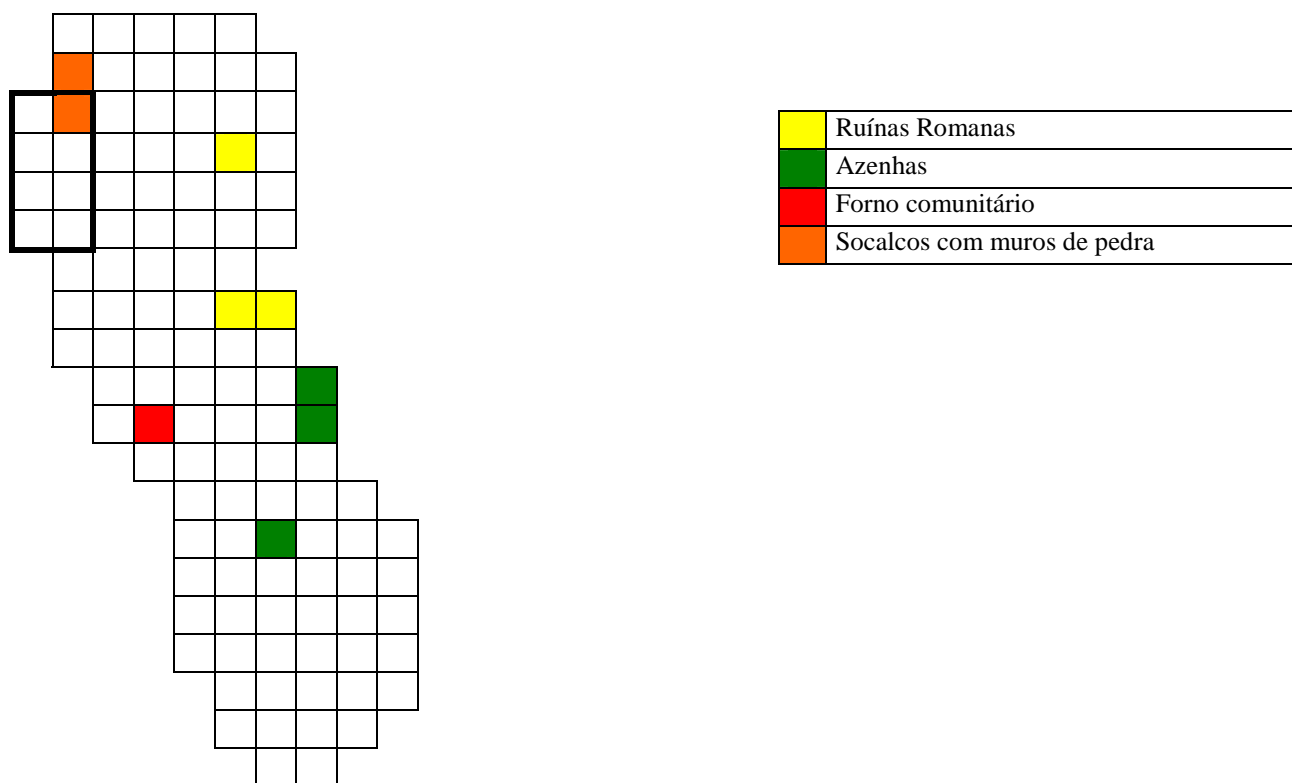 Ruínas Romanas
Azenhas
Forno comunitário
Socalcos com muros de pedra